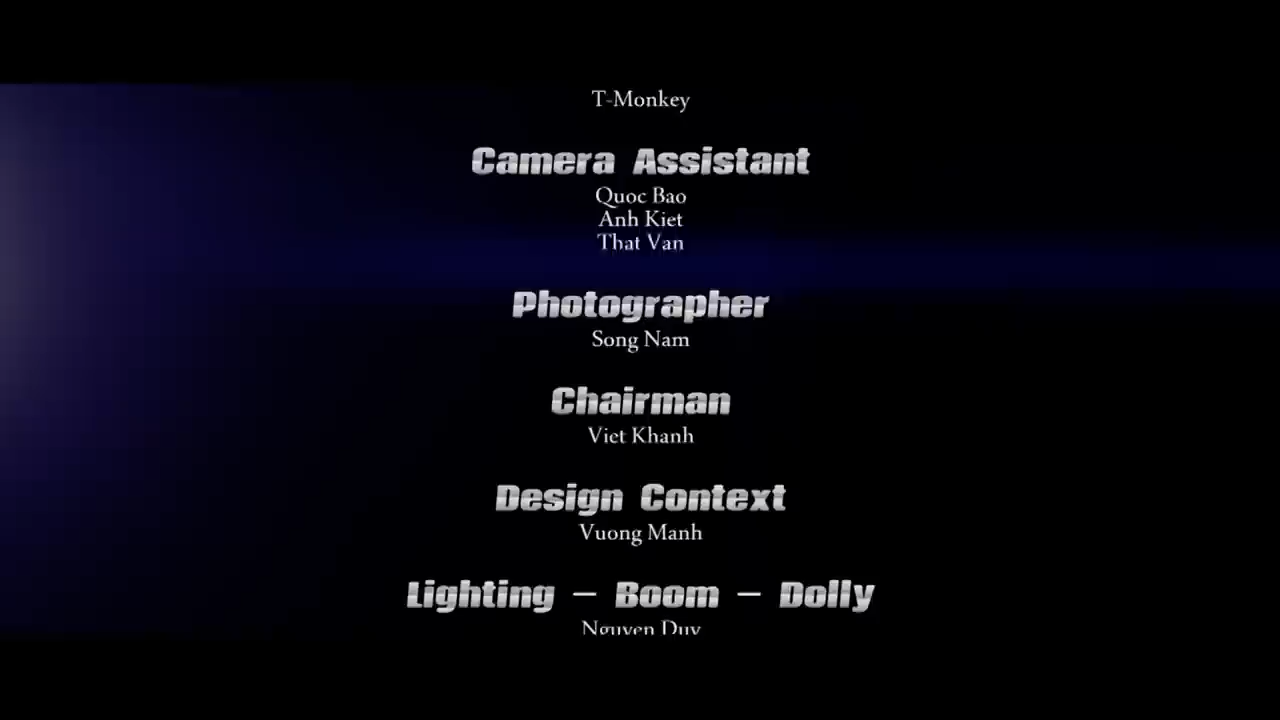 T-Monkey
Camera Assistant
Quoc Bao
Anh Kiet
That Van
Photographer
Song Nam
Chairman
Viet Khanh
Design Context
Vuong Manh
Lighting – Boom – Dolly
Nguyen Duy